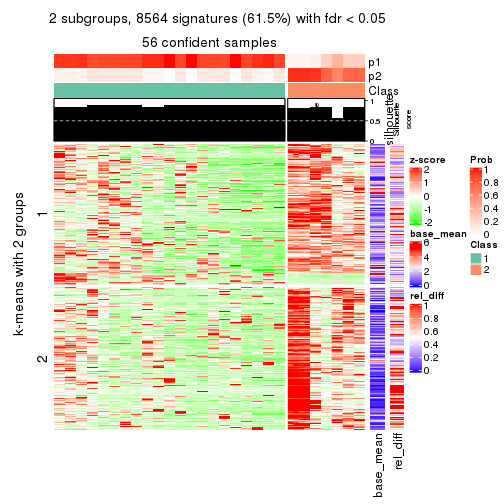 2 subgroups, 8564 signatures (61.5%) with fdr < 0.05
56 confident samples
p1
p2
Class
1
0.5
0
silhouette
Silhouette
score
k-means with 2 groups
1
2
base_mean
rel_diff
z-score
2
1
0
-1
-2
base_mean
6
4
2
0
rel_diff
1
0.8
0.6
0.4
0.2
0
Prob
1
0.8
0.6
0.4
0.2
0
Class
1
2